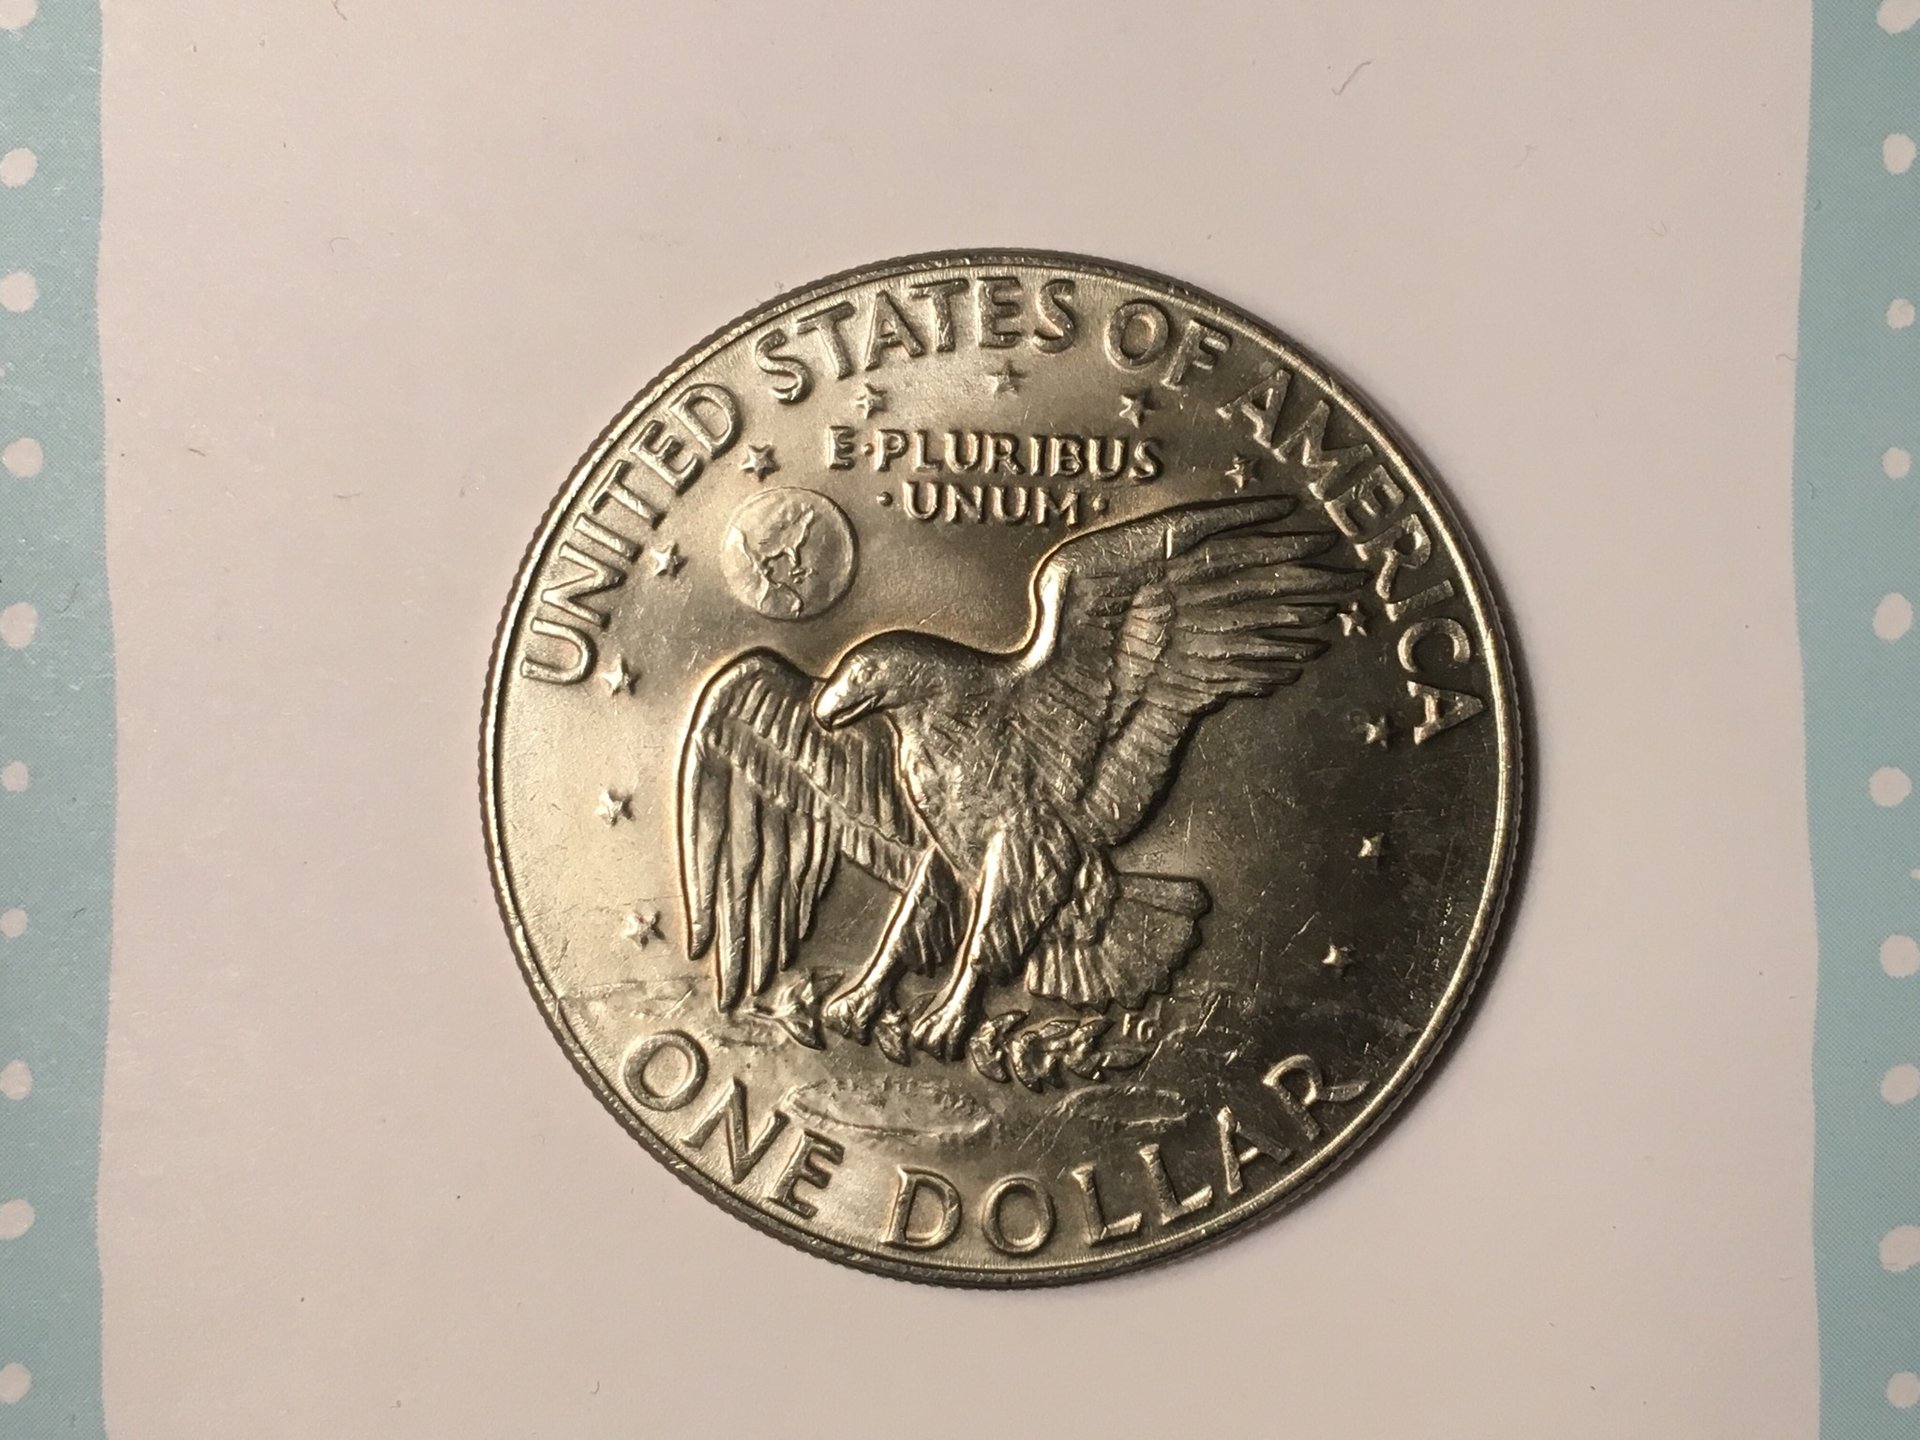 UNITED STATES OF AMERICA
E·PLURIBUS
·UNUM·
FG
ONE DOLLAR